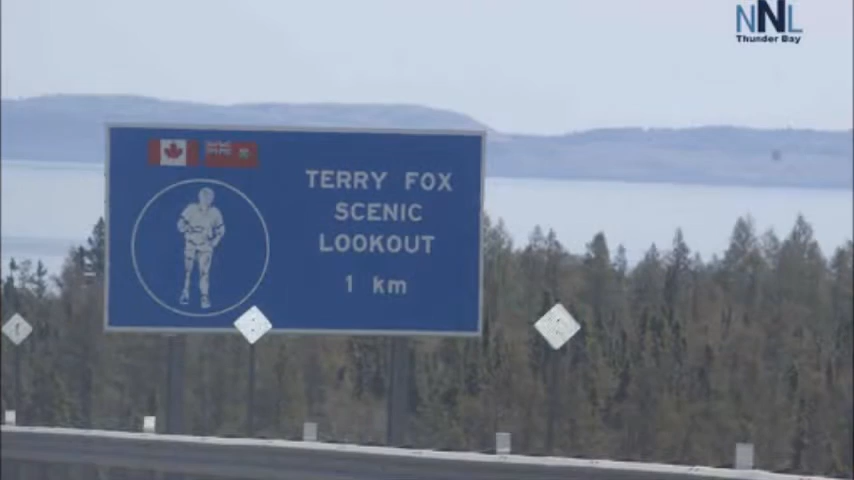 NNL
Thunder Bay
TERRY FOX
SCENIC
LOOKOUT
1 km